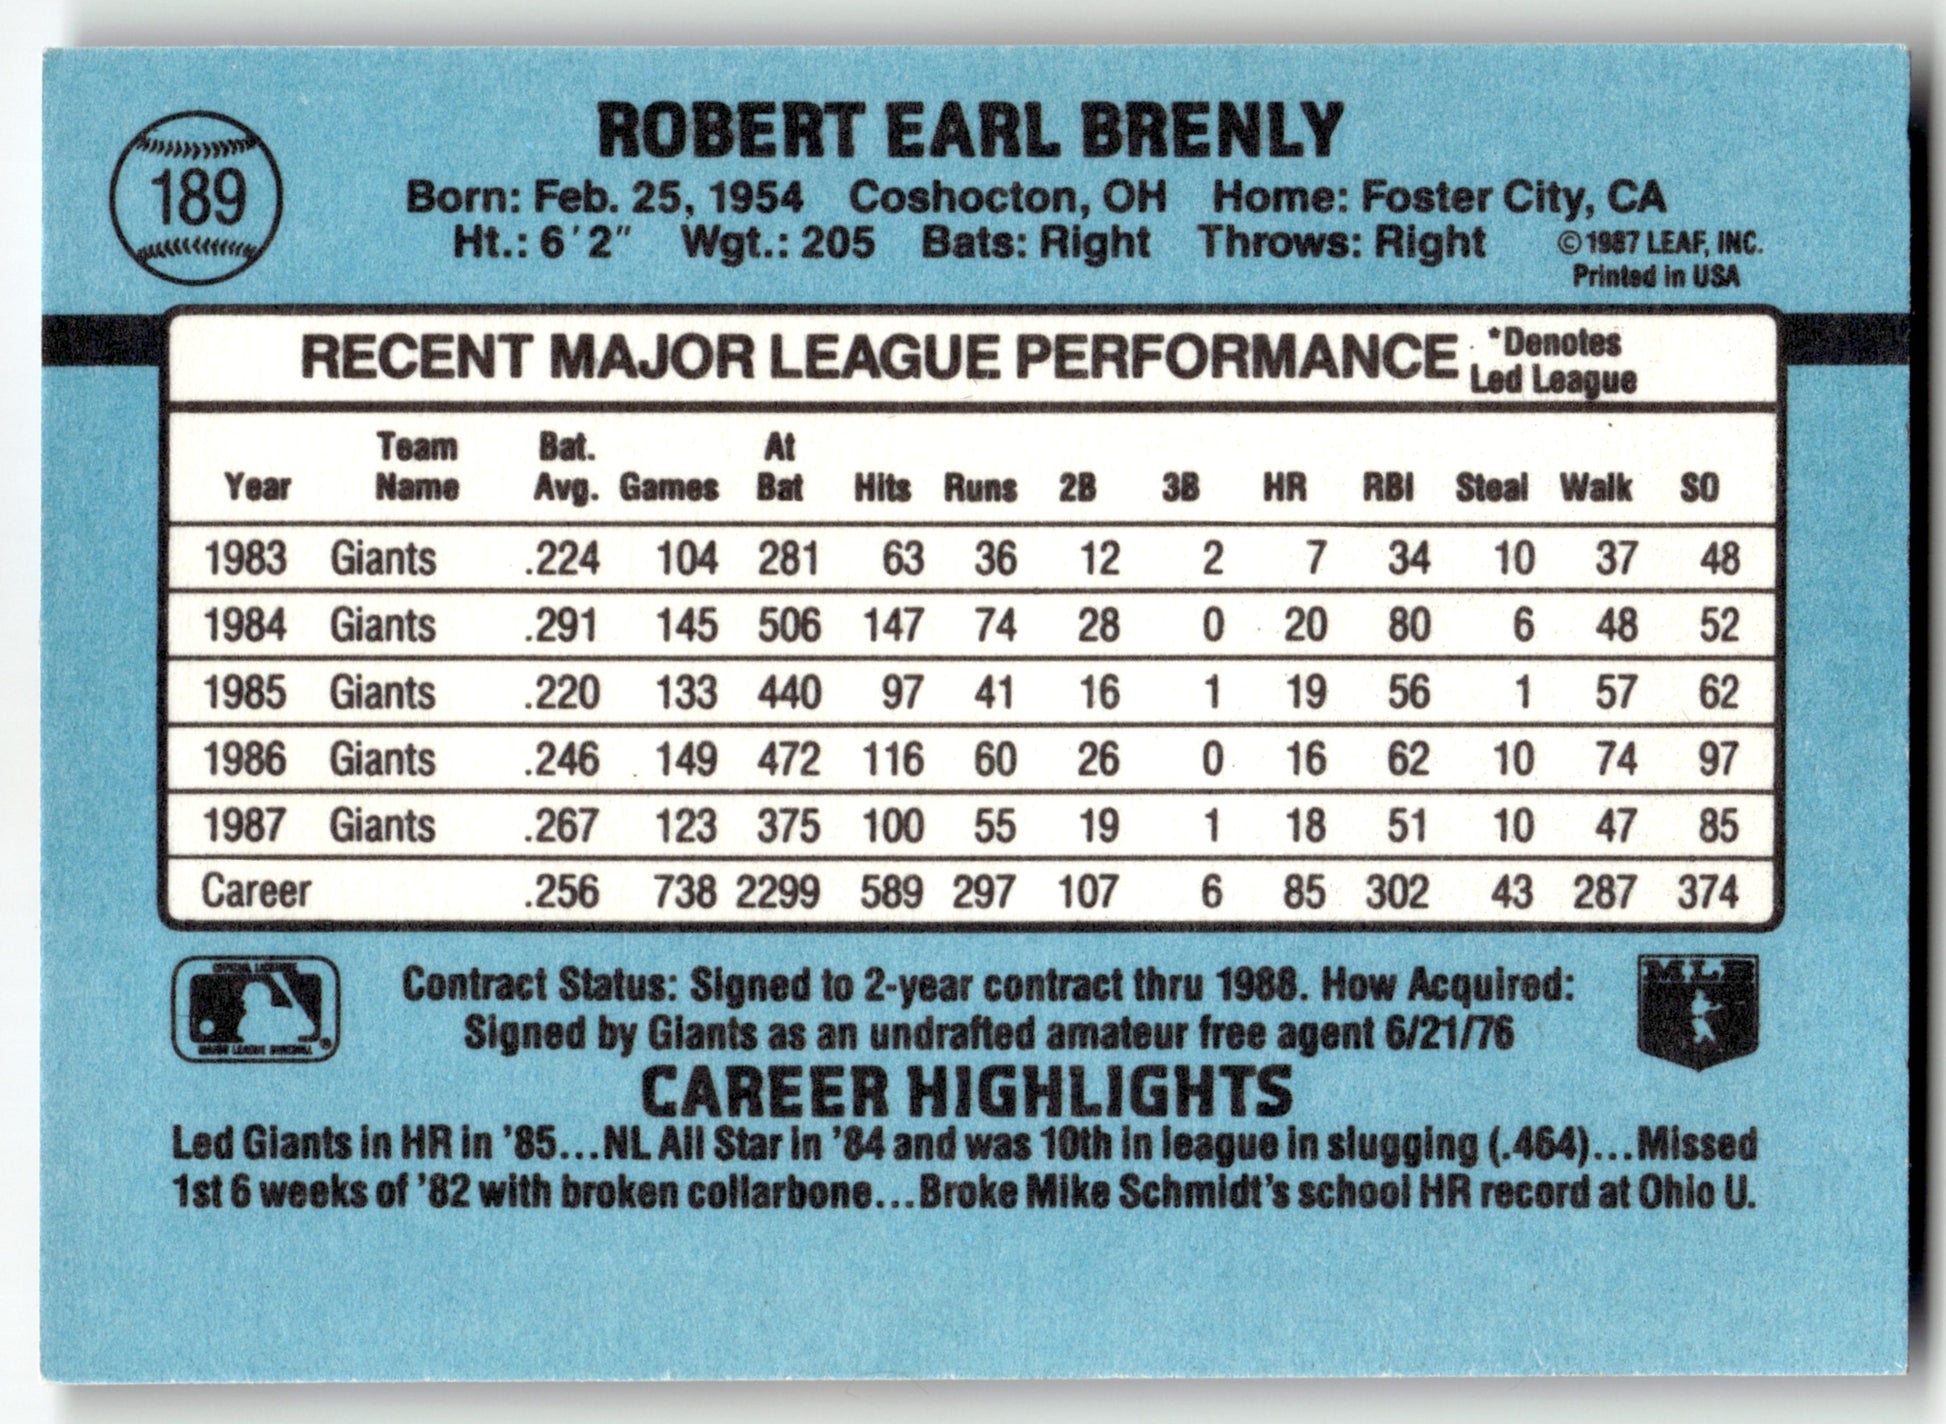 189
ROBERT EARL BRENLY
Born: Feb. 25, 1954 Coshocton, OH Home: Foster City, CA
Ht.: 6'2" Wgt.: 205 Bats: Right Throws: Right ©1987 LEAF, INC.
Printed in USA
RECENT MAJOR LEAGUE PERFORMANCE *Denotes
Led League
Year Team Name Bat. Avg. Games At Bat Hits Runs 2B 3B HR RBI Steal Walk SO
1983 Giants .224 104 281 63 36 12 2 7 34 10 37 48
1984 Giants .291 145 506 147 74 28 0 20 80 6 48 52
1985 Giants .220 133 440 97 41 16 1 19 56 1 57 62
1986 Giants .246 149 472 116 60 26 0 16 62 10 74 97
1987 Giants .267 123 375 100 55 19 1 18 51 10 47 85
Career .256 738 2299 589 297 107 6 85 302 43 287 374
Contract Status: Signed to 2-year contract thru 1988. How Acquired:
Signed by Giants as an undrafted amateur free agent 6/21/76
MAJOR LEAGUE BASEBALL ®
MLB
CAREER HIGHLIGHTS
Led Giants in HR in '85...NL All Star in '84 and was 10th in league in slugging (.464)...Missed
1st 6 weeks of '82 with broken collarbone...Broke Mike Schmidt's school HR record at Ohio U.